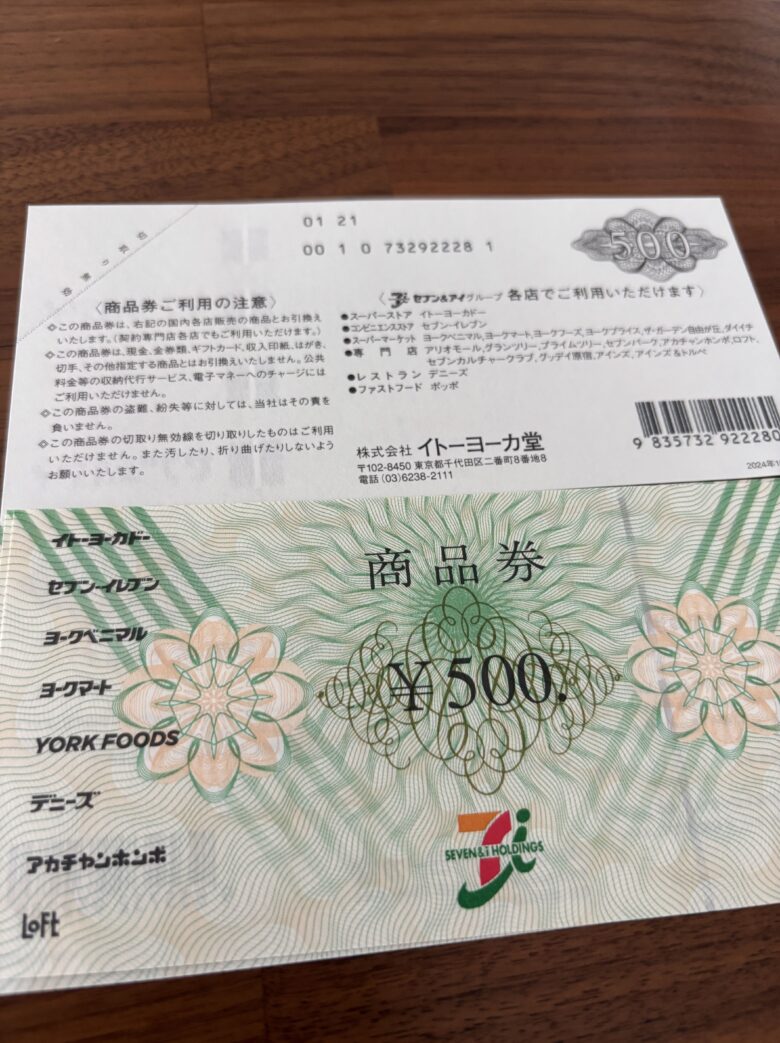 01 21
00 1 0 73292228 1
500
〈商品券ご利用の注意〉
◇この商品券は、右記の国内各店販売の商品とお引換え
いたします。（契約専門店各店でもご利用いただけます。）
◇この商品券は、現金、金券類、ギフトカード、収入印紙、はがき、
切手、その他指定する商品とはお引換えいたしません。公共
料金等の収納代行サービス、電子マネーへのチャージには
ご利用いただけません。
◇この商品券の盗難、紛失等に対しては、当社はその責を
負いません。
◇この商品券の切取り無効線を切り取りしたものはご利用
いただけません。また汚したり、折り曲げたりしないよう
お願いいたします。
〈セブン&アイグループ 各店でご利用いただけます〉
●スーパーストア イトーヨーカドー
●コンビニエンスストア セブン-イレブン
●スーパーマーケット ヨークベニマル,ヨークマート,ヨークフーズ,ヨークプライス,ザ・ガーデン自由が丘,ダイイチ
●専門店 アリオモール,グランツリー,プライムツリー,セブンパーク,アカチャンホンポ,ロフト,
セブンカルチャークラブ,グッデイ原宿,アインズ,アインズ&トルペ
●レストラン デニーズ
●ファストフード ポッポ
株式会社 イトーヨーカ堂
〒102-8450 東京都千代田区二番町8番地8
電話 (03)6238-2111
9 835732 922280
2024年1
イトーヨーカドー
セブン-イレブン
ヨークベニマル
ヨークマート
YORK FOODS
デニーズ
アカチャンホンポ
LOFT
商品券
¥500.
SEVEN&i HOLDINGS